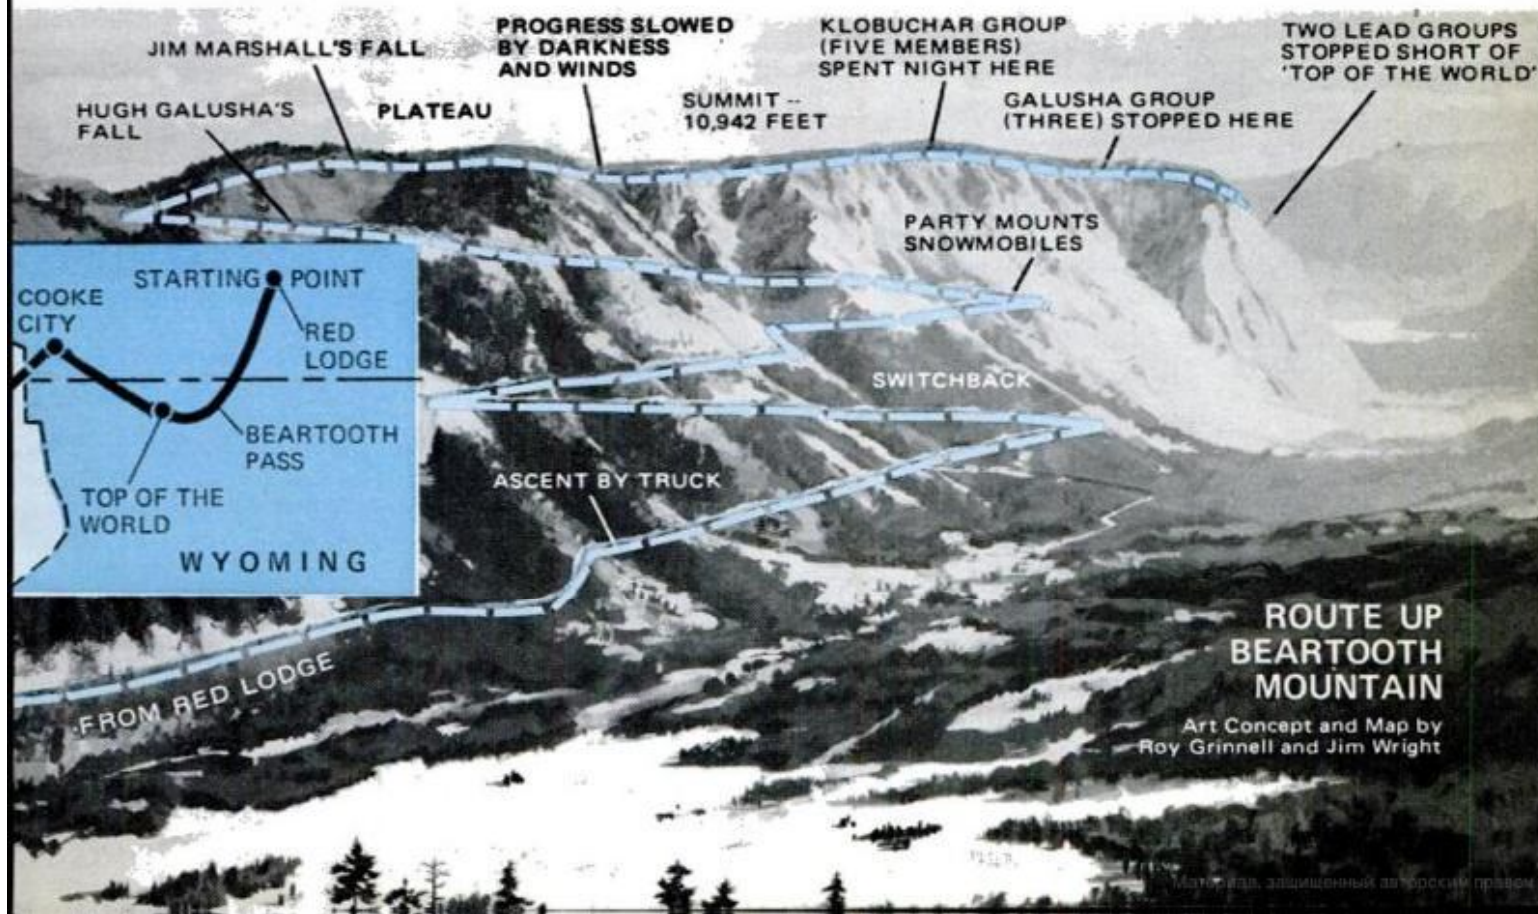 JIM MARSHALL'S FALL
HUGH GALUSHA'S
FALL
PLATEAU
PROGRESS SLOWED
BY DARKNESS
AND WINDS
SUMMIT --
10,942 FEET
KLOBUCHAR GROUP
(FIVE MEMBERS)
SPENT NIGHT HERE
GALUSHA GROUP
(THREE) STOPPED HERE
TWO LEAD GROUPS
STOPPED SHORT OF
'TOP OF THE WORLD'
PARTY MOUNTS
SNOWMOBILES
SWITCHBACK
ASCENT BY TRUCK
FROM RED LODGE
STARTING POINT
COOKE
CITY
RED
LODGE
BEARTOOTH
PASS
TOP OF THE
WORLD
WYOMING
ROUTE UP
BEARTOOTH
MOUNTAIN
Art Concept and Map by
Roy Grinnell and Jim Wright
Материал, защищенный авторским правом